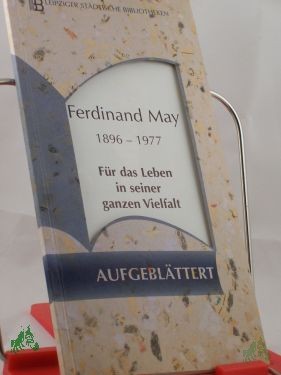 LEIPZIGER STÄDTISCHE BIBLIOTHEKEN
Ferdinand May
1896 – 1977
Für das Leben
in seiner
ganzen Vielfalt
AUFGEBLÄTTERT